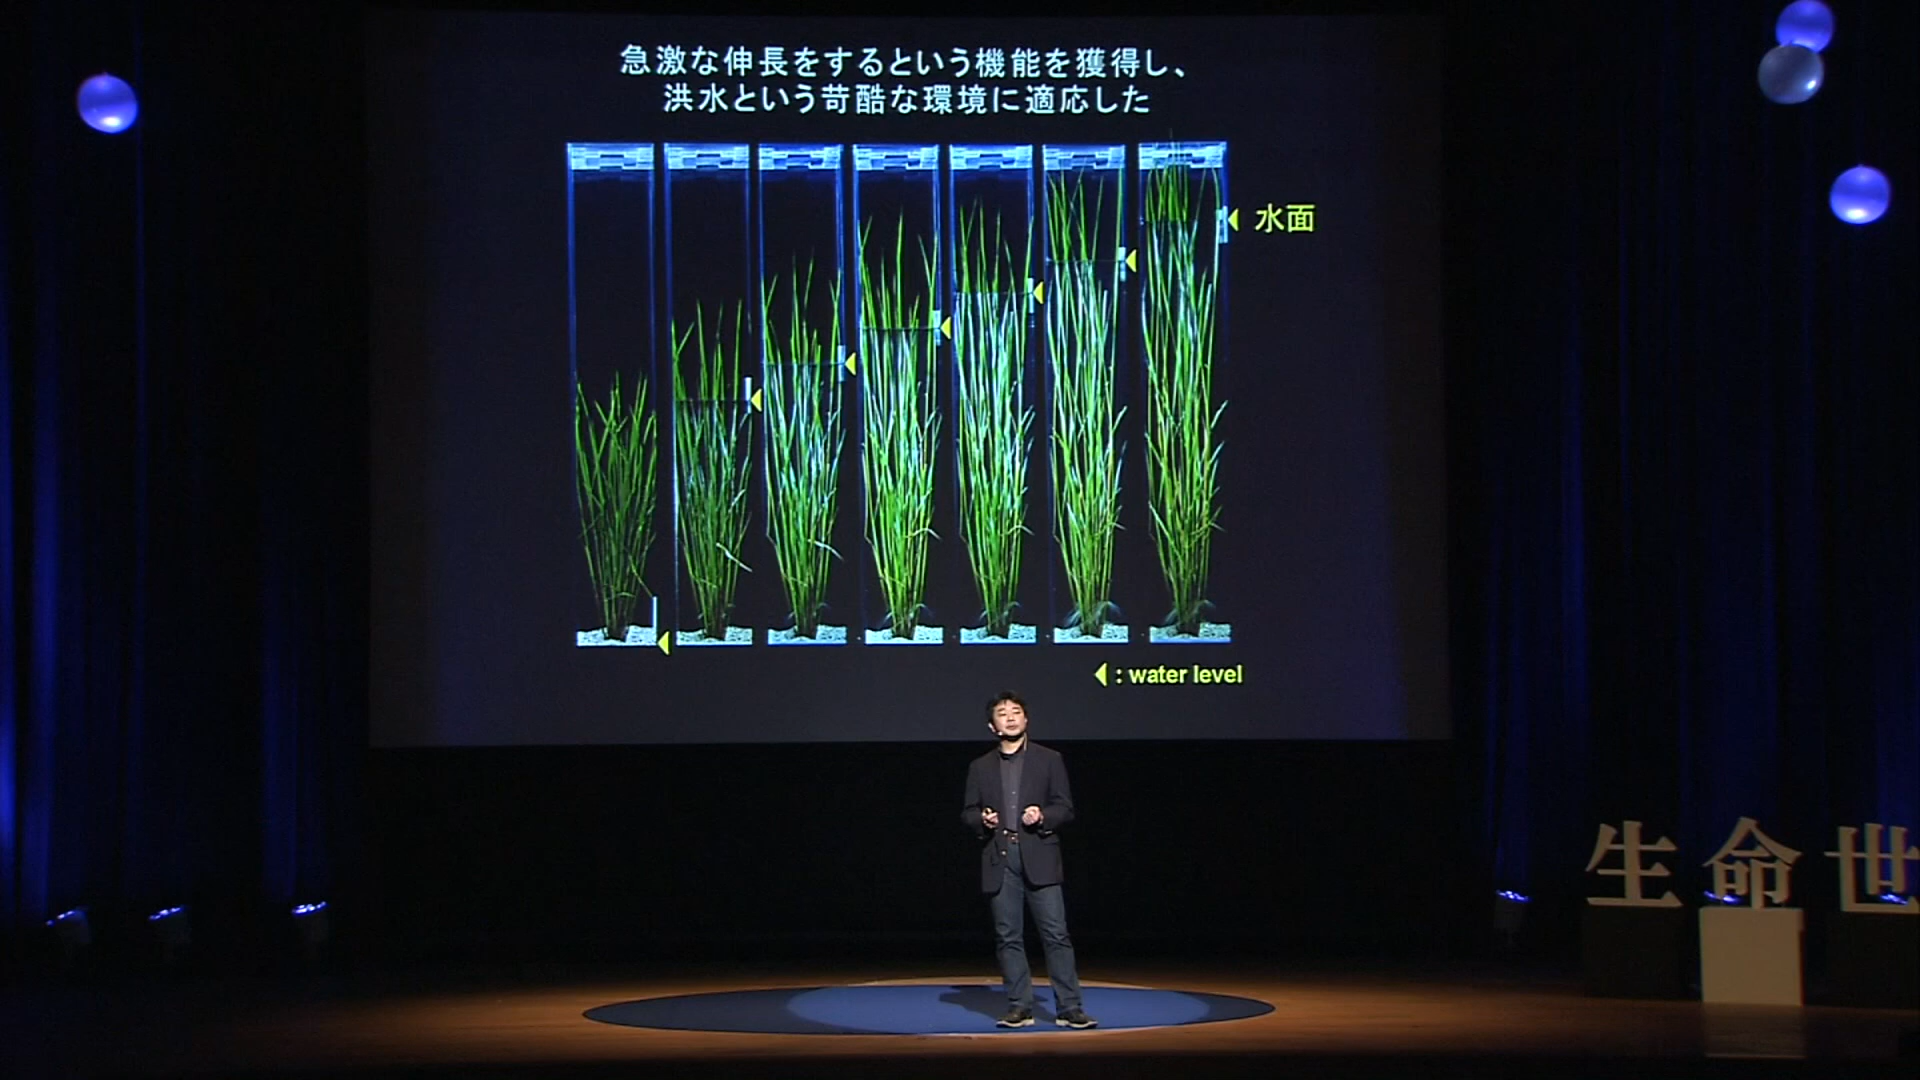 急激な伸長をするという機能を獲得し、
洪水という苛酷な環境に適応した
水面
: water level
生命世